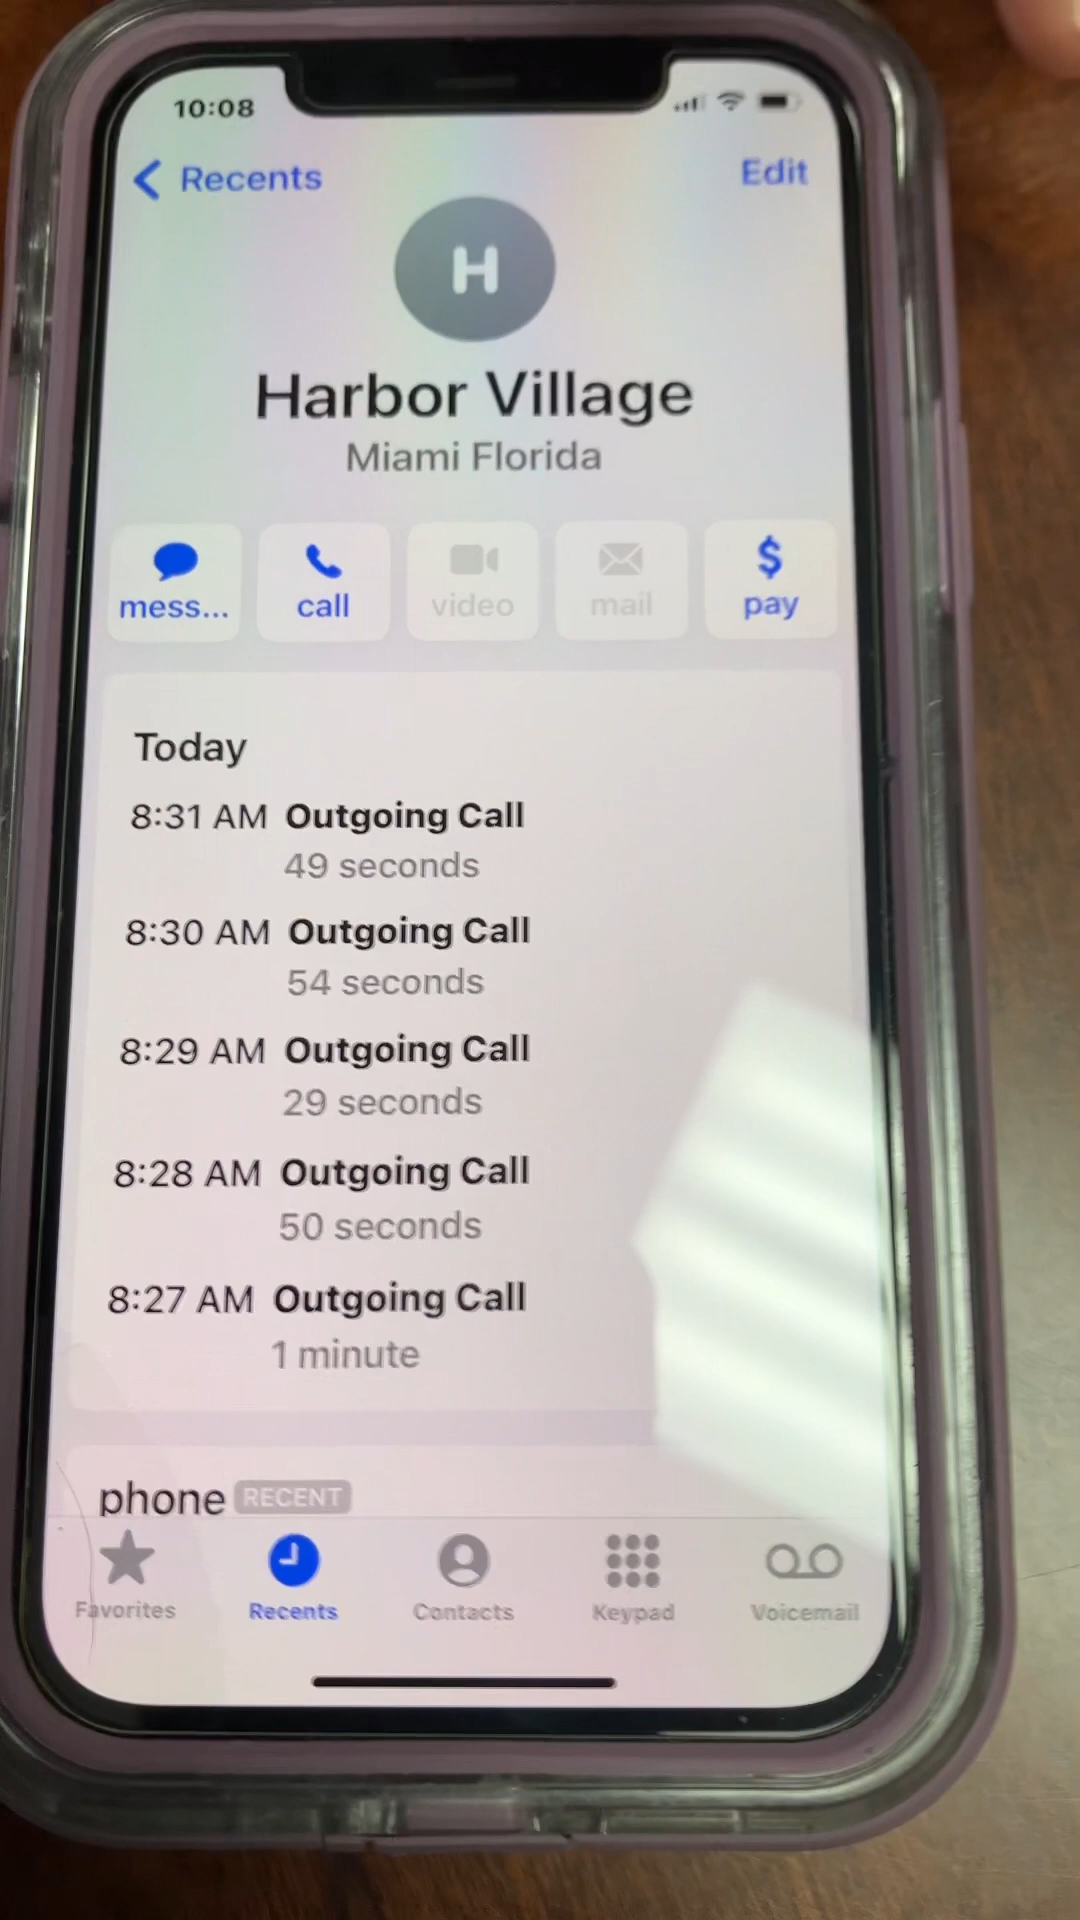 10:08
Recents
Edit
H
Harbor Village
Miami Florida
mess...
call
video
mail
$
pay
Today
8:31 AM Outgoing Call
49 seconds
8:30 AM Outgoing Call
54 seconds
8:29 AM Outgoing Call
29 seconds
8:28 AM Outgoing Call
50 seconds
8:27 AM Outgoing Call
1 minute
phone RECENT
Favorites
Recents
Contacts
Keypad
Voicemail